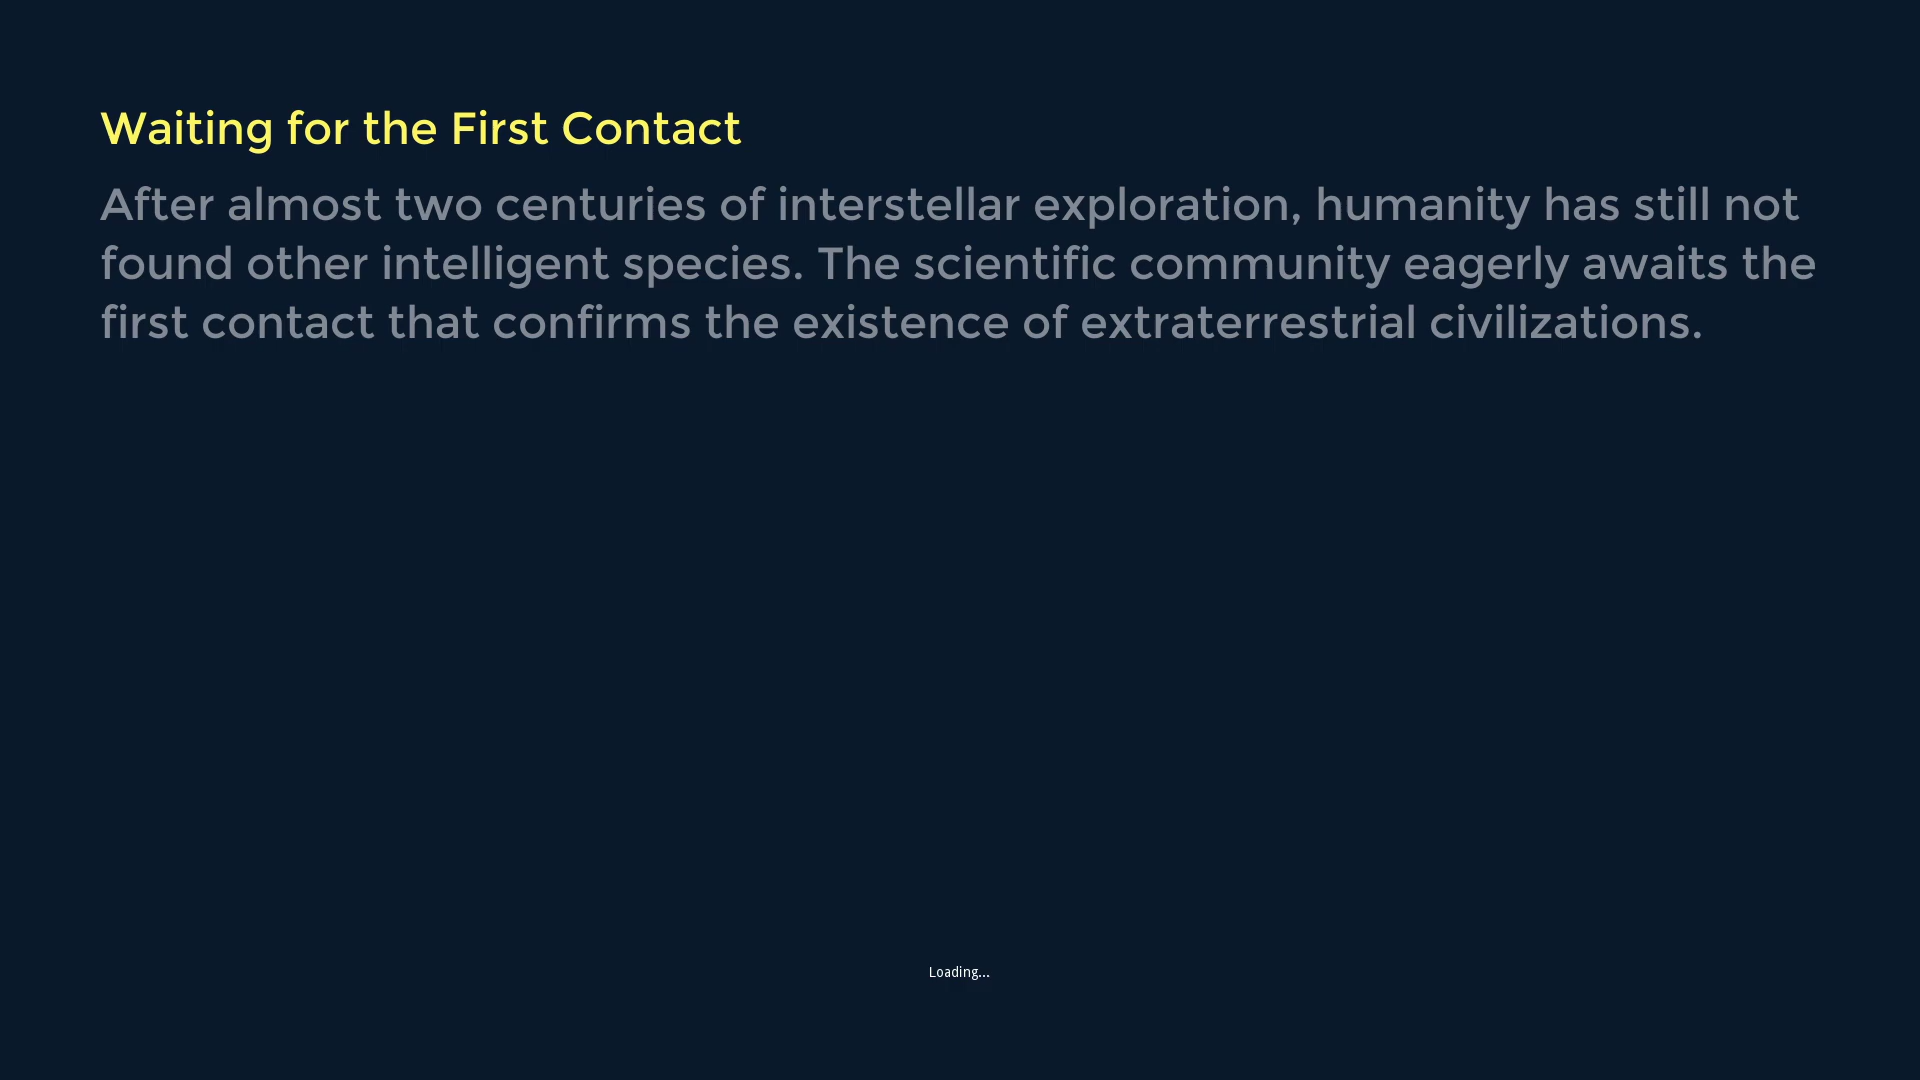 Waiting for the First Contact
After almost two centuries of interstellar exploration, humanity has still not
found other intelligent species. The scientific community eagerly awaits the
first contact that confirms the existence of extraterrestrial civilizations.
Loading...